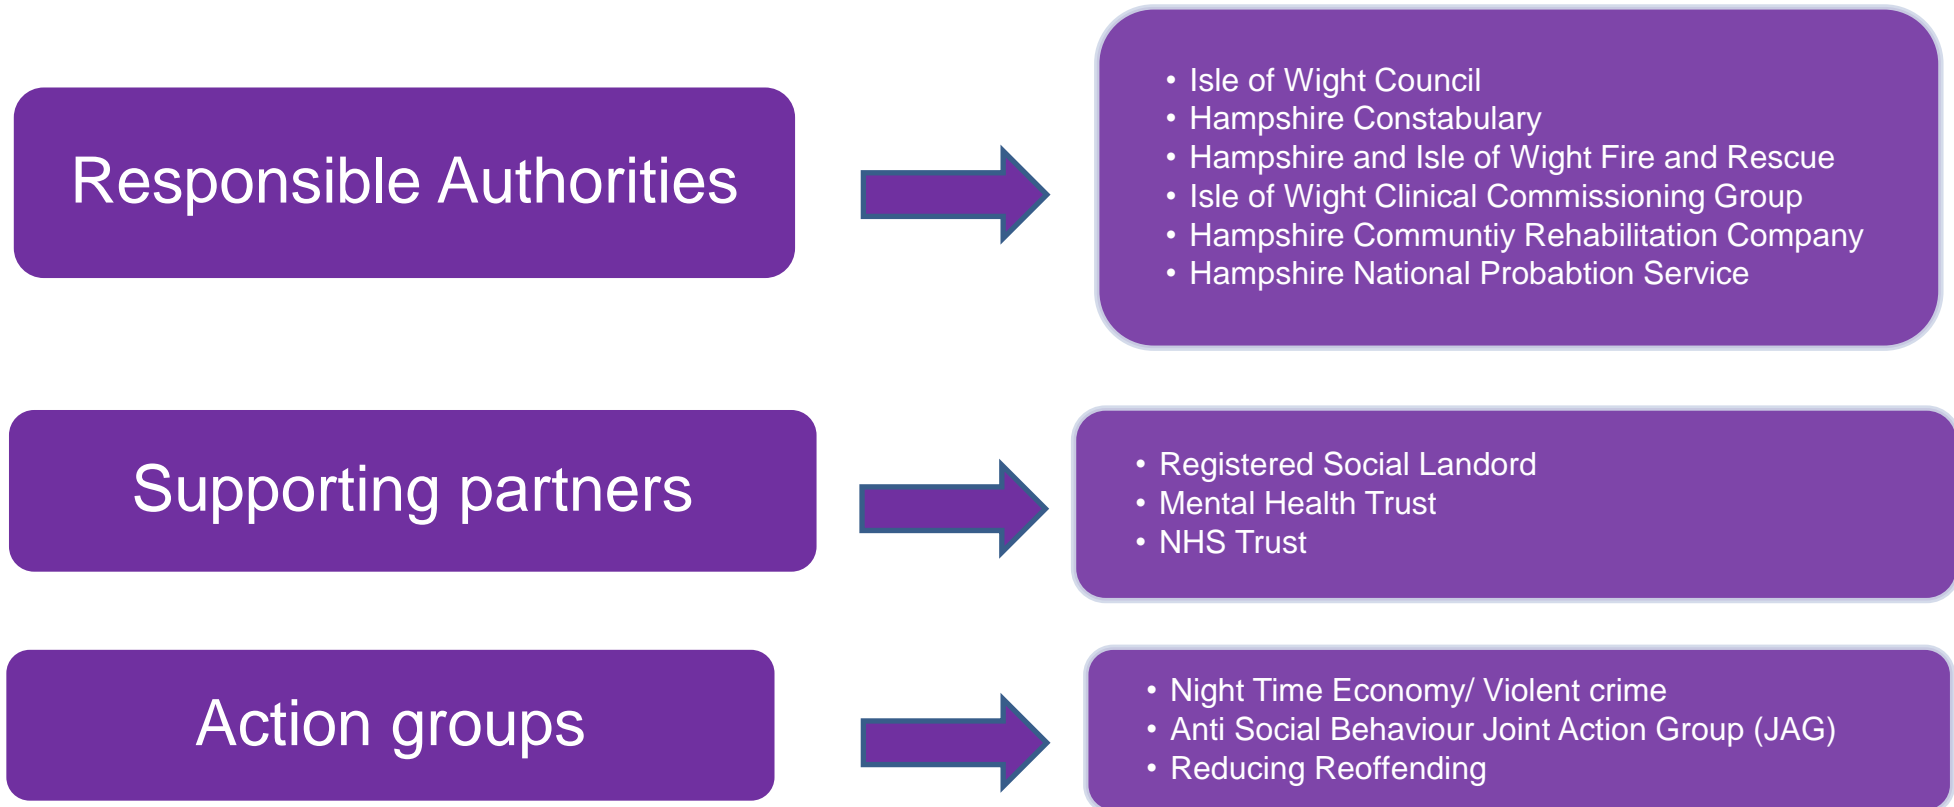 Responsible Authorities
• Isle of Wight Council
• Hampshire Constabulary
• Hampshire and Isle of Wight Fire and Rescue
• Isle of Wight Clinical Commissioning Group
• Hampshire Communtiy Rehabilitation Company
• Hampshire National Probabtion Service
Supporting partners
• Registered Social Landord
• Mental Health Trust
• NHS Trust
Action groups
• Night Time Economy/ Violent crime
• Anti Social Behaviour Joint Action Group (JAG)
• Reducing Reoffending